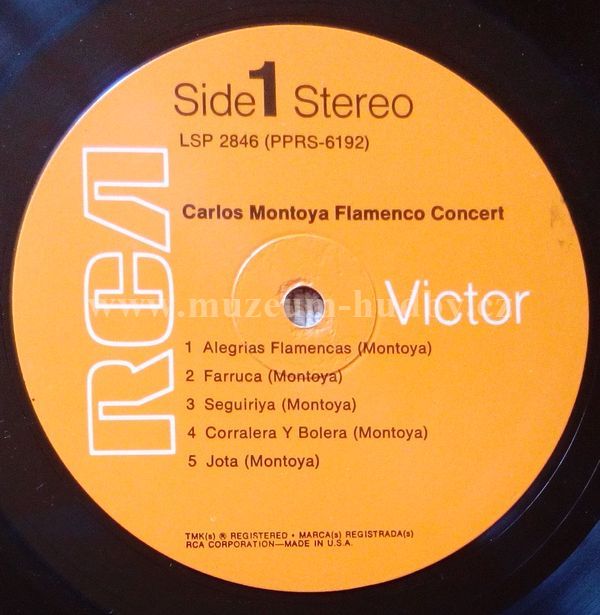 Side 1 Stereo
LSP 2846 (PPRS-6192)
RCA
Carlos Montoya Flamenco Concert
www.muzeum-hudby.cz
Victor
1 Alegrias Flamencas (Montoya)
2 Farruca (Montoya)
3 Seguiriya (Montoya)
4 Corralera Y Bolera (Montoya)
5 Jota (Montoya)
TMK(s) ® REGISTERED • MARCA(s) REGISTRADA(s)
RCA CORPORATION—MADE IN U.S.A.